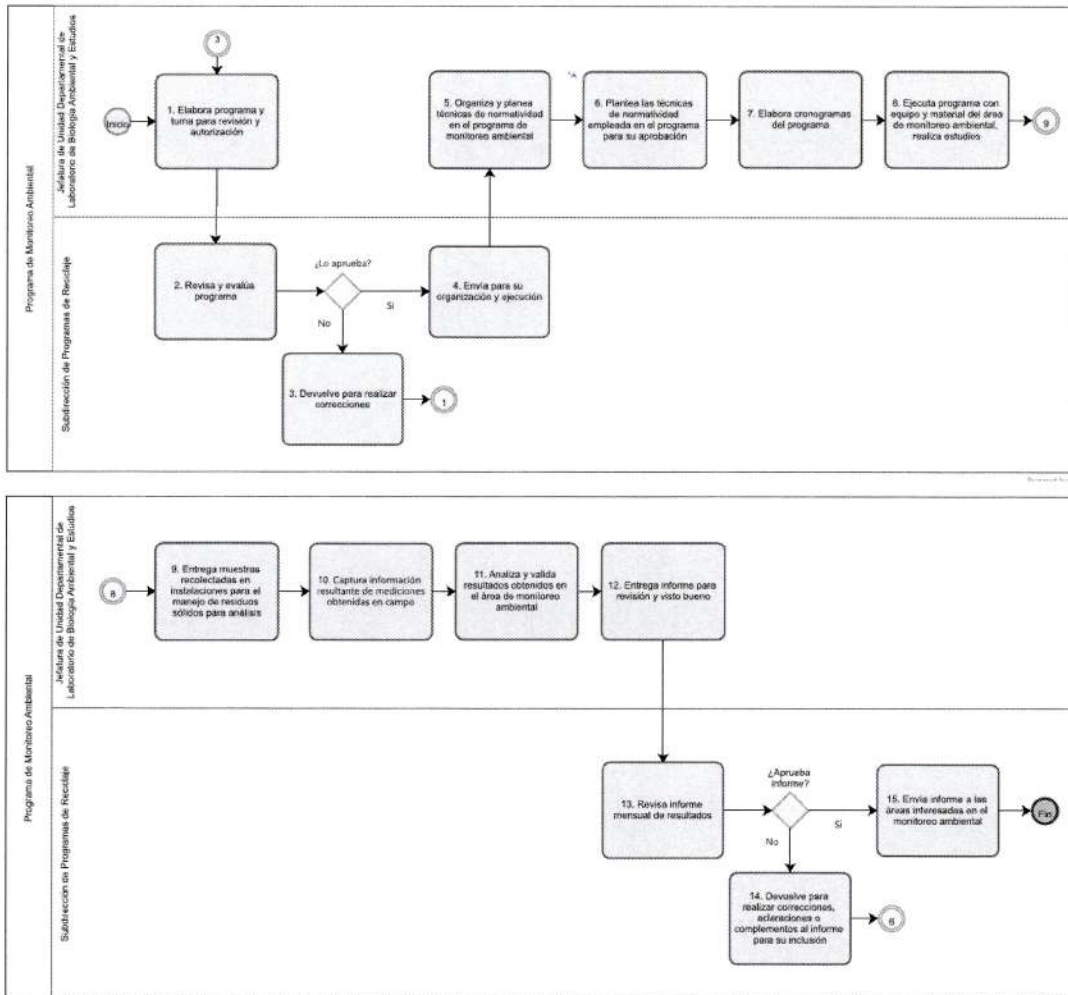 Programa de Monitoreo Ambiental
Jefatura de Unidad Departamental de
Laboratorio de Biología Ambiental y Estudios
3
Inicio
1. Elabora programa y
turna para revisión y
autorización
5. Organiza y planea
técnicas de normatividad
en el programa de
monitoreo ambiental
*A
6. Plantea las técnicas
de normatividad
empleada en el programa
para su aprobación
7. Elabora cronogramas
del programa
8. Ejecuta programa con
equipo y material del área
de monitoreo ambiental,
realiza estudios
9
Subdirección de Programas de Reciclaje
2. Revisa y evalúa
programa
¿Lo aprueba?
Si
No
4. Envía para su
organización y ejecución
3. Devuelve para realizar
correcciones
1
Programa de Monitoreo Ambiental
Jefatura de Unidad Departamental de
Laboratorio de Biología Ambiental y Estudios
8
9. Entrega muestras
recolectadas en
instalaciones para el
manejo de residuos
sólidos para análisis
10. Captura información
resultante de mediciones
obtenidas en campo
11. Analiza y valida
resultados obtenidos en
el área de monitoreo
ambiental
12. Entrega informe para
revisión y visto bueno
Subdirección de Programas de Reciclaje
13. Revisa informe
mensual de resultados
¿Aprueba
informe?
Si
No
15. Envía informe a las
áreas interesadas en el
monitoreo ambiental
Fin
14. Devuelve para
realizar correcciones,
aclaraciones o
complementos al informe
para su inclusión
6